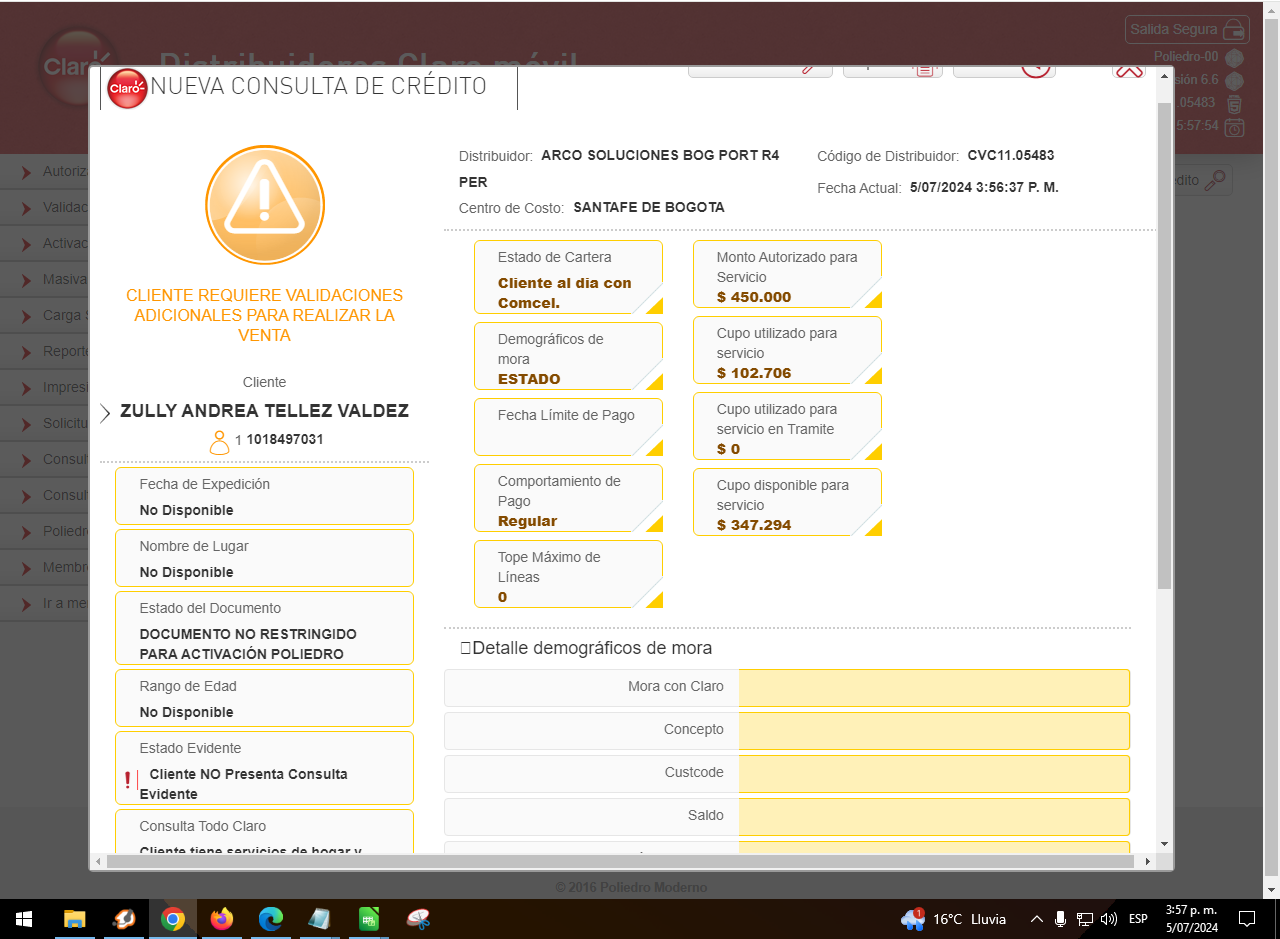 Salida Segura
Claro
Distribuidores Claro móvil
Poliedro-00
sión 6.6
.05483
5:57:54
Claro
NUEVA CONSULTA DE CRÉDITO
Autoriz
Validac
Activac
Masiva
Carga S
Reporte
Impresi
Solicitu
Consul
Consul
Poliedr
Membr
Ir a me
dito
CLIENTE REQUIERE VALIDACIONES
ADICIONALES PARA REALIZAR LA
VENTA
Cliente
ZULLY ANDREA TELLEZ VALDEZ
1 1018497031
Fecha de Expedición
No Disponible
Nombre de Lugar
No Disponible
Estado del Documento
DOCUMENTO NO RESTRINGIDO
PARA ACTIVACIÓN POLIEDRO
Rango de Edad
No Disponible
Estado Evidente
Cliente NO Presenta Consulta
Evidente
Consulta Todo Claro
Cliente tiene servicios de hogar y
Distribuidor: ARCO SOLUCIONES BOG PORT R4
PER
Centro de Costo: SANTAFE DE BOGOTA
Código de Distribuidor: CVC11.05483
Fecha Actual: 5/07/2024 3:56:37 P. M.
Estado de Cartera
Cliente al dia con
Comcel.
Demográficos de
mora
ESTADO
Fecha Límite de Pago
Comportamiento de
Pago
Regular
Tope Máximo de
Líneas
0
Monto Autorizado para
Servicio
$ 450.000
Cupo utilizado para
servicio
$ 102.706
Cupo utilizado para
servicio en Tramite
$ 0
Cupo disponible para
servicio
$ 347.294
Detalle demográficos de mora
Mora con Claro
Concepto
Custcode
Saldo
© 2016 Poliedro Moderno
1
16°C Lluvia
ESP
3:57 p. m.
5/07/2024